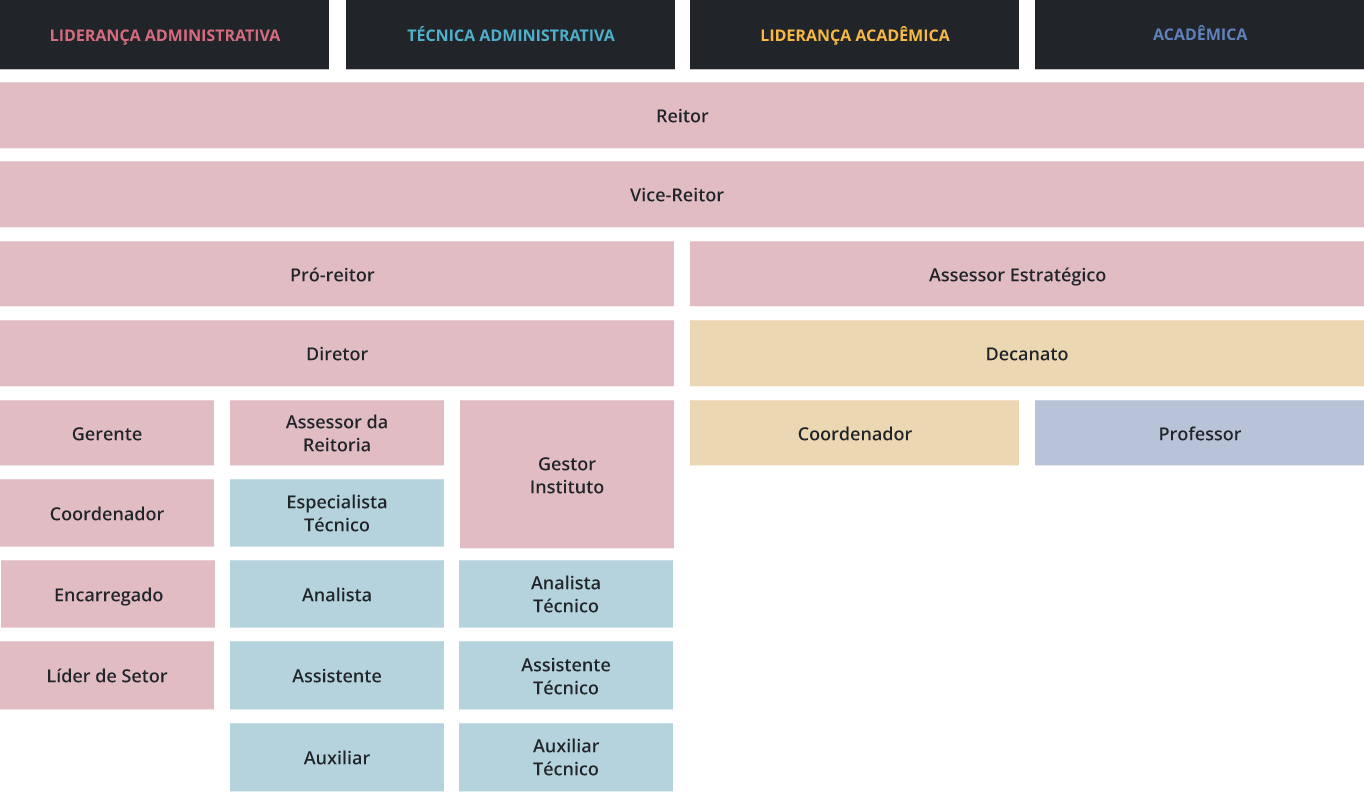 LIDERANÇA ADMINISTRATIVA
TÉCNICA ADMINISTRATIVA
LIDERANÇA ACADÊMICA
ACADÊMICA
Reitor
Vice-Reitor
Pró-reitor
Assessor Estratégico
Diretor
Decanato
Gerente
Assessor da
Reitoria
Gestor
Instituto
Coordenador
Professor
Coordenador
Especialista
Técnico
Encarregado
Analista
Analista
Técnico
Líder de Setor
Assistente
Assistente
Técnico
Auxiliar
Auxiliar
Técnico